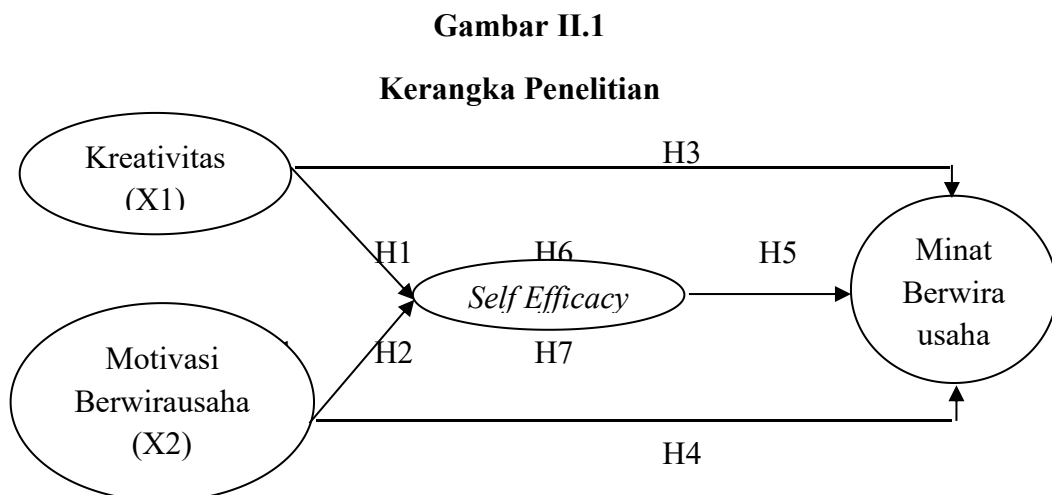 Gambar II.1
Kerangka Penelitian
Kreativitas
(X1)
H3
H1
H6
H5
Self Efficacy
Minat
Berwira
usaha
Motivasi
Berwirausaha
(X2)
H2
H7
H4